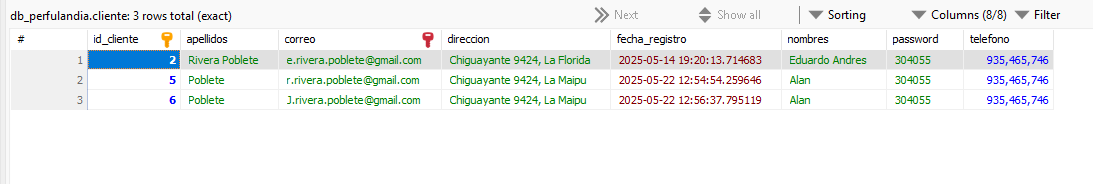 db_perfulandia.cliente: 3 rows total (exact) Next Show all Sorting Columns (8/8) Filter
# id_cliente apellidos correo direccion fecha_registro nombres password telefono
1 2 Rivera Poblete e.rivera.poblete@gmail.com Chiguayante 9424, La Florida 2025-05-14 19:20:13.714683 Eduardo Andres 304055 935,465,746
2 5 Poblete r.rivera.poblete@gmail.com Chiguayante 9424, La Maipu 2025-05-22 12:54:54.259646 Alan 304055 935,465,746
3 6 Poblete J.rivera.poblete@gmail.com Chiguayante 9424, La Maipu 2025-05-22 12:56:37.795119 Alan 304055 935,465,746